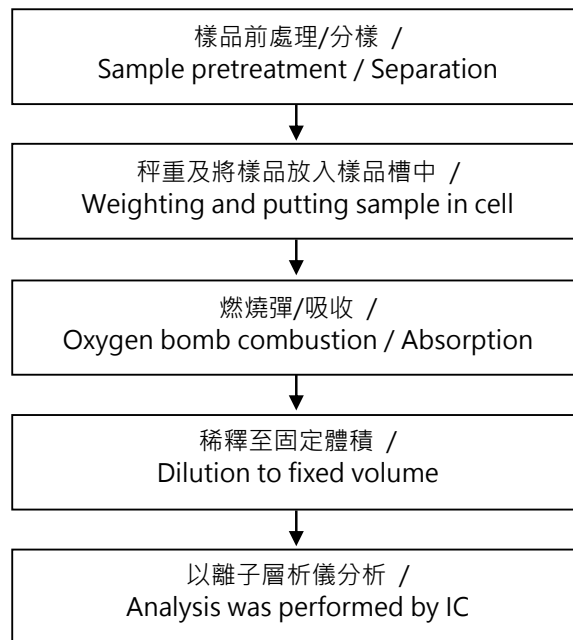 樣品前處理/分樣 /
Sample pretreatment / Separation
秤重及將樣品放入樣品槽中 /
Weighting and putting sample in cell
燃燒彈/吸收 /
Oxygen bomb combustion / Absorption
稀釋至固定體積 /
Dilution to fixed volume
以離子層析儀分析 /
Analysis was performed by IC